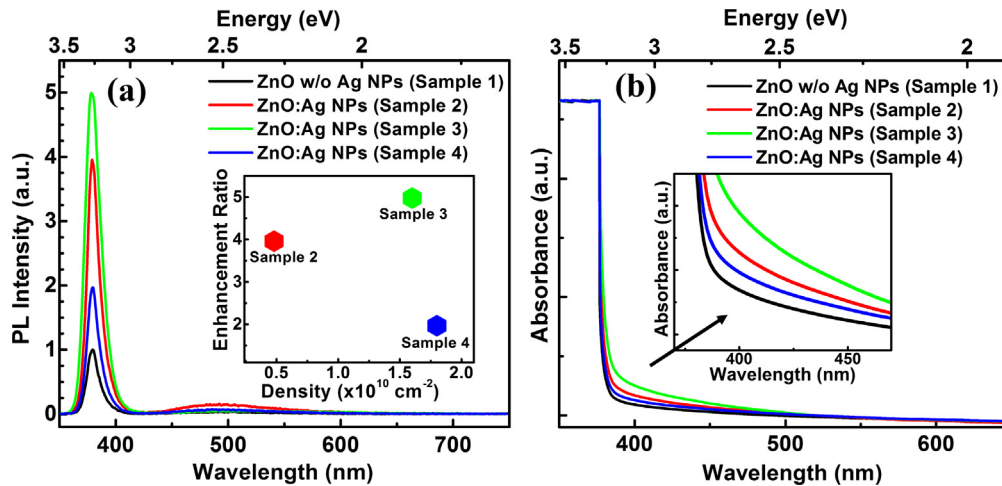 Energy (eV)
3.5 3 2.5 2
(a)
ZnO w/o Ag NPs (Sample 1)
ZnO:Ag NPs (Sample 2)
ZnO:Ag NPs (Sample 3)
ZnO:Ag NPs (Sample 4)
PL Intensity (a.u.)
5
4
3
2
1
0
Enhancement Ratio
5
4
3
2
Sample 3
Sample 2
Sample 4
0.5 1.0 1.5 2.0
Density (x10¹⁰ cm⁻²)
400 500 600 700
Wavelength (nm)
Energy (eV)
3.5 3 2.5 2
(b)
ZnO w/o Ag NPs (Sample 1)
ZnO:Ag NPs (Sample 2)
ZnO:Ag NPs (Sample 3)
ZnO:Ag NPs (Sample 4)
Absorbance (a.u.)
Absorbance (a.u.)
400 450
Wavelength (nm)
400 500 600
Wavelength (nm)